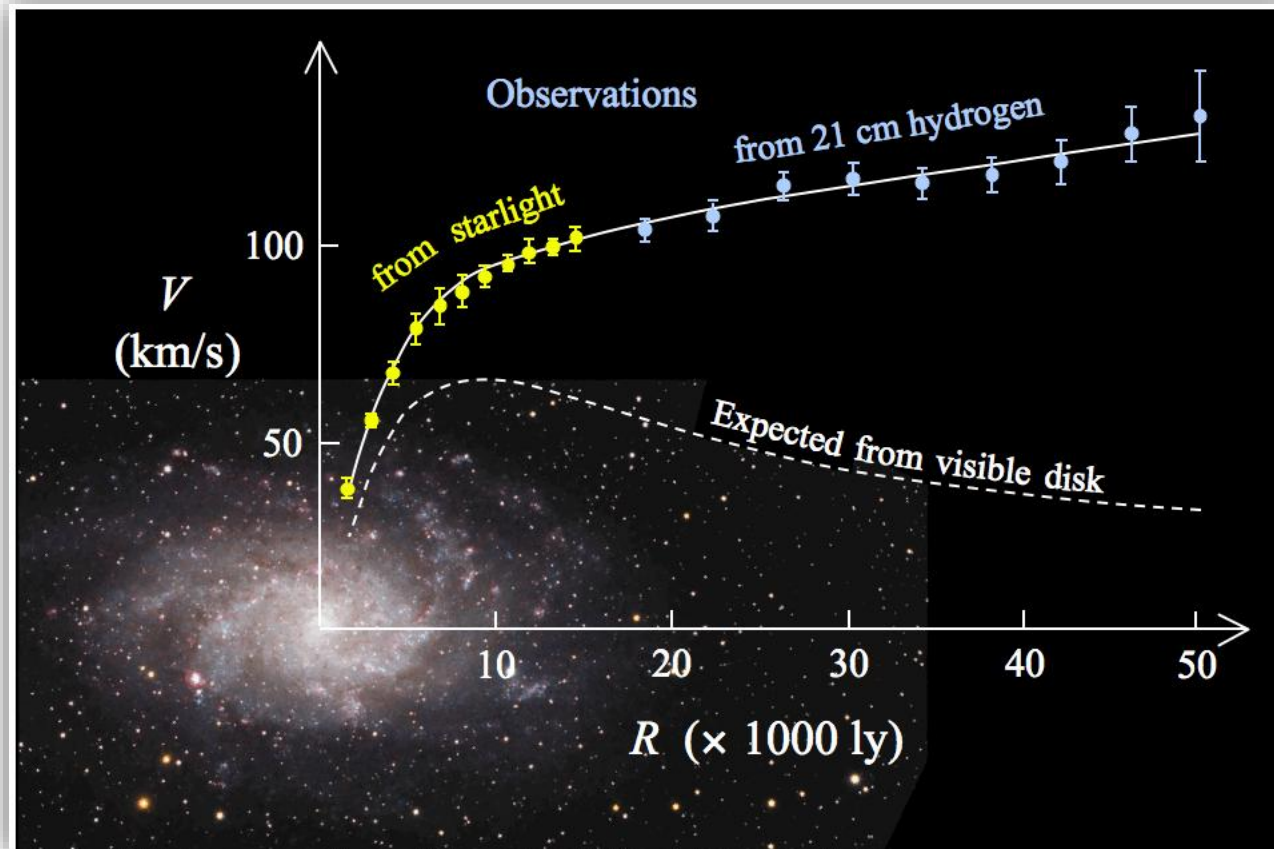 Observations
from 21 cm hydrogen
from starlight
100
V
(km/s)
50
Expected from visible disk
10 20 30 40 50
R (× 1000 ly)